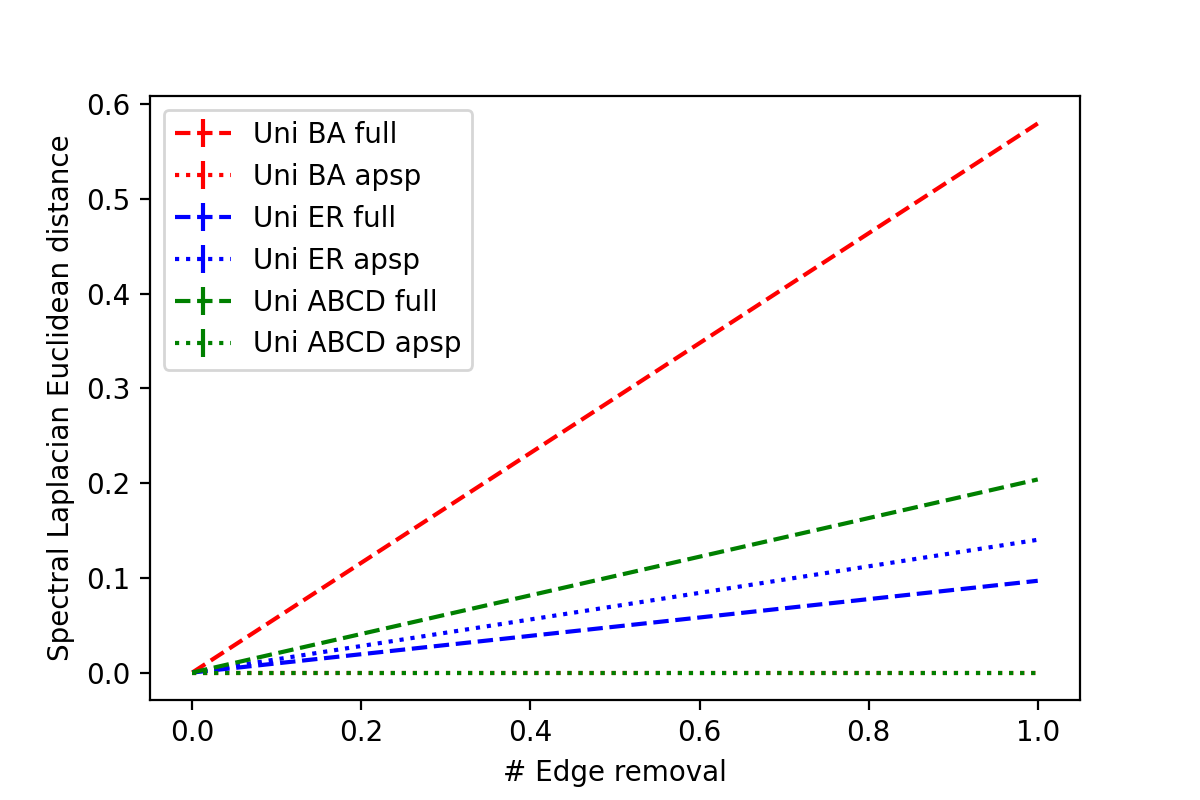 0.6
0.5
0.4
0.3
0.2
0.1
0.0
Spectral Laplacian Euclidean distance
Uni BA full
Uni BA apsp
Uni ER full
Uni ER apsp
Uni ABCD full
Uni ABCD apsp
0.0 0.2 0.4 0.6 0.8 1.0
# Edge removal